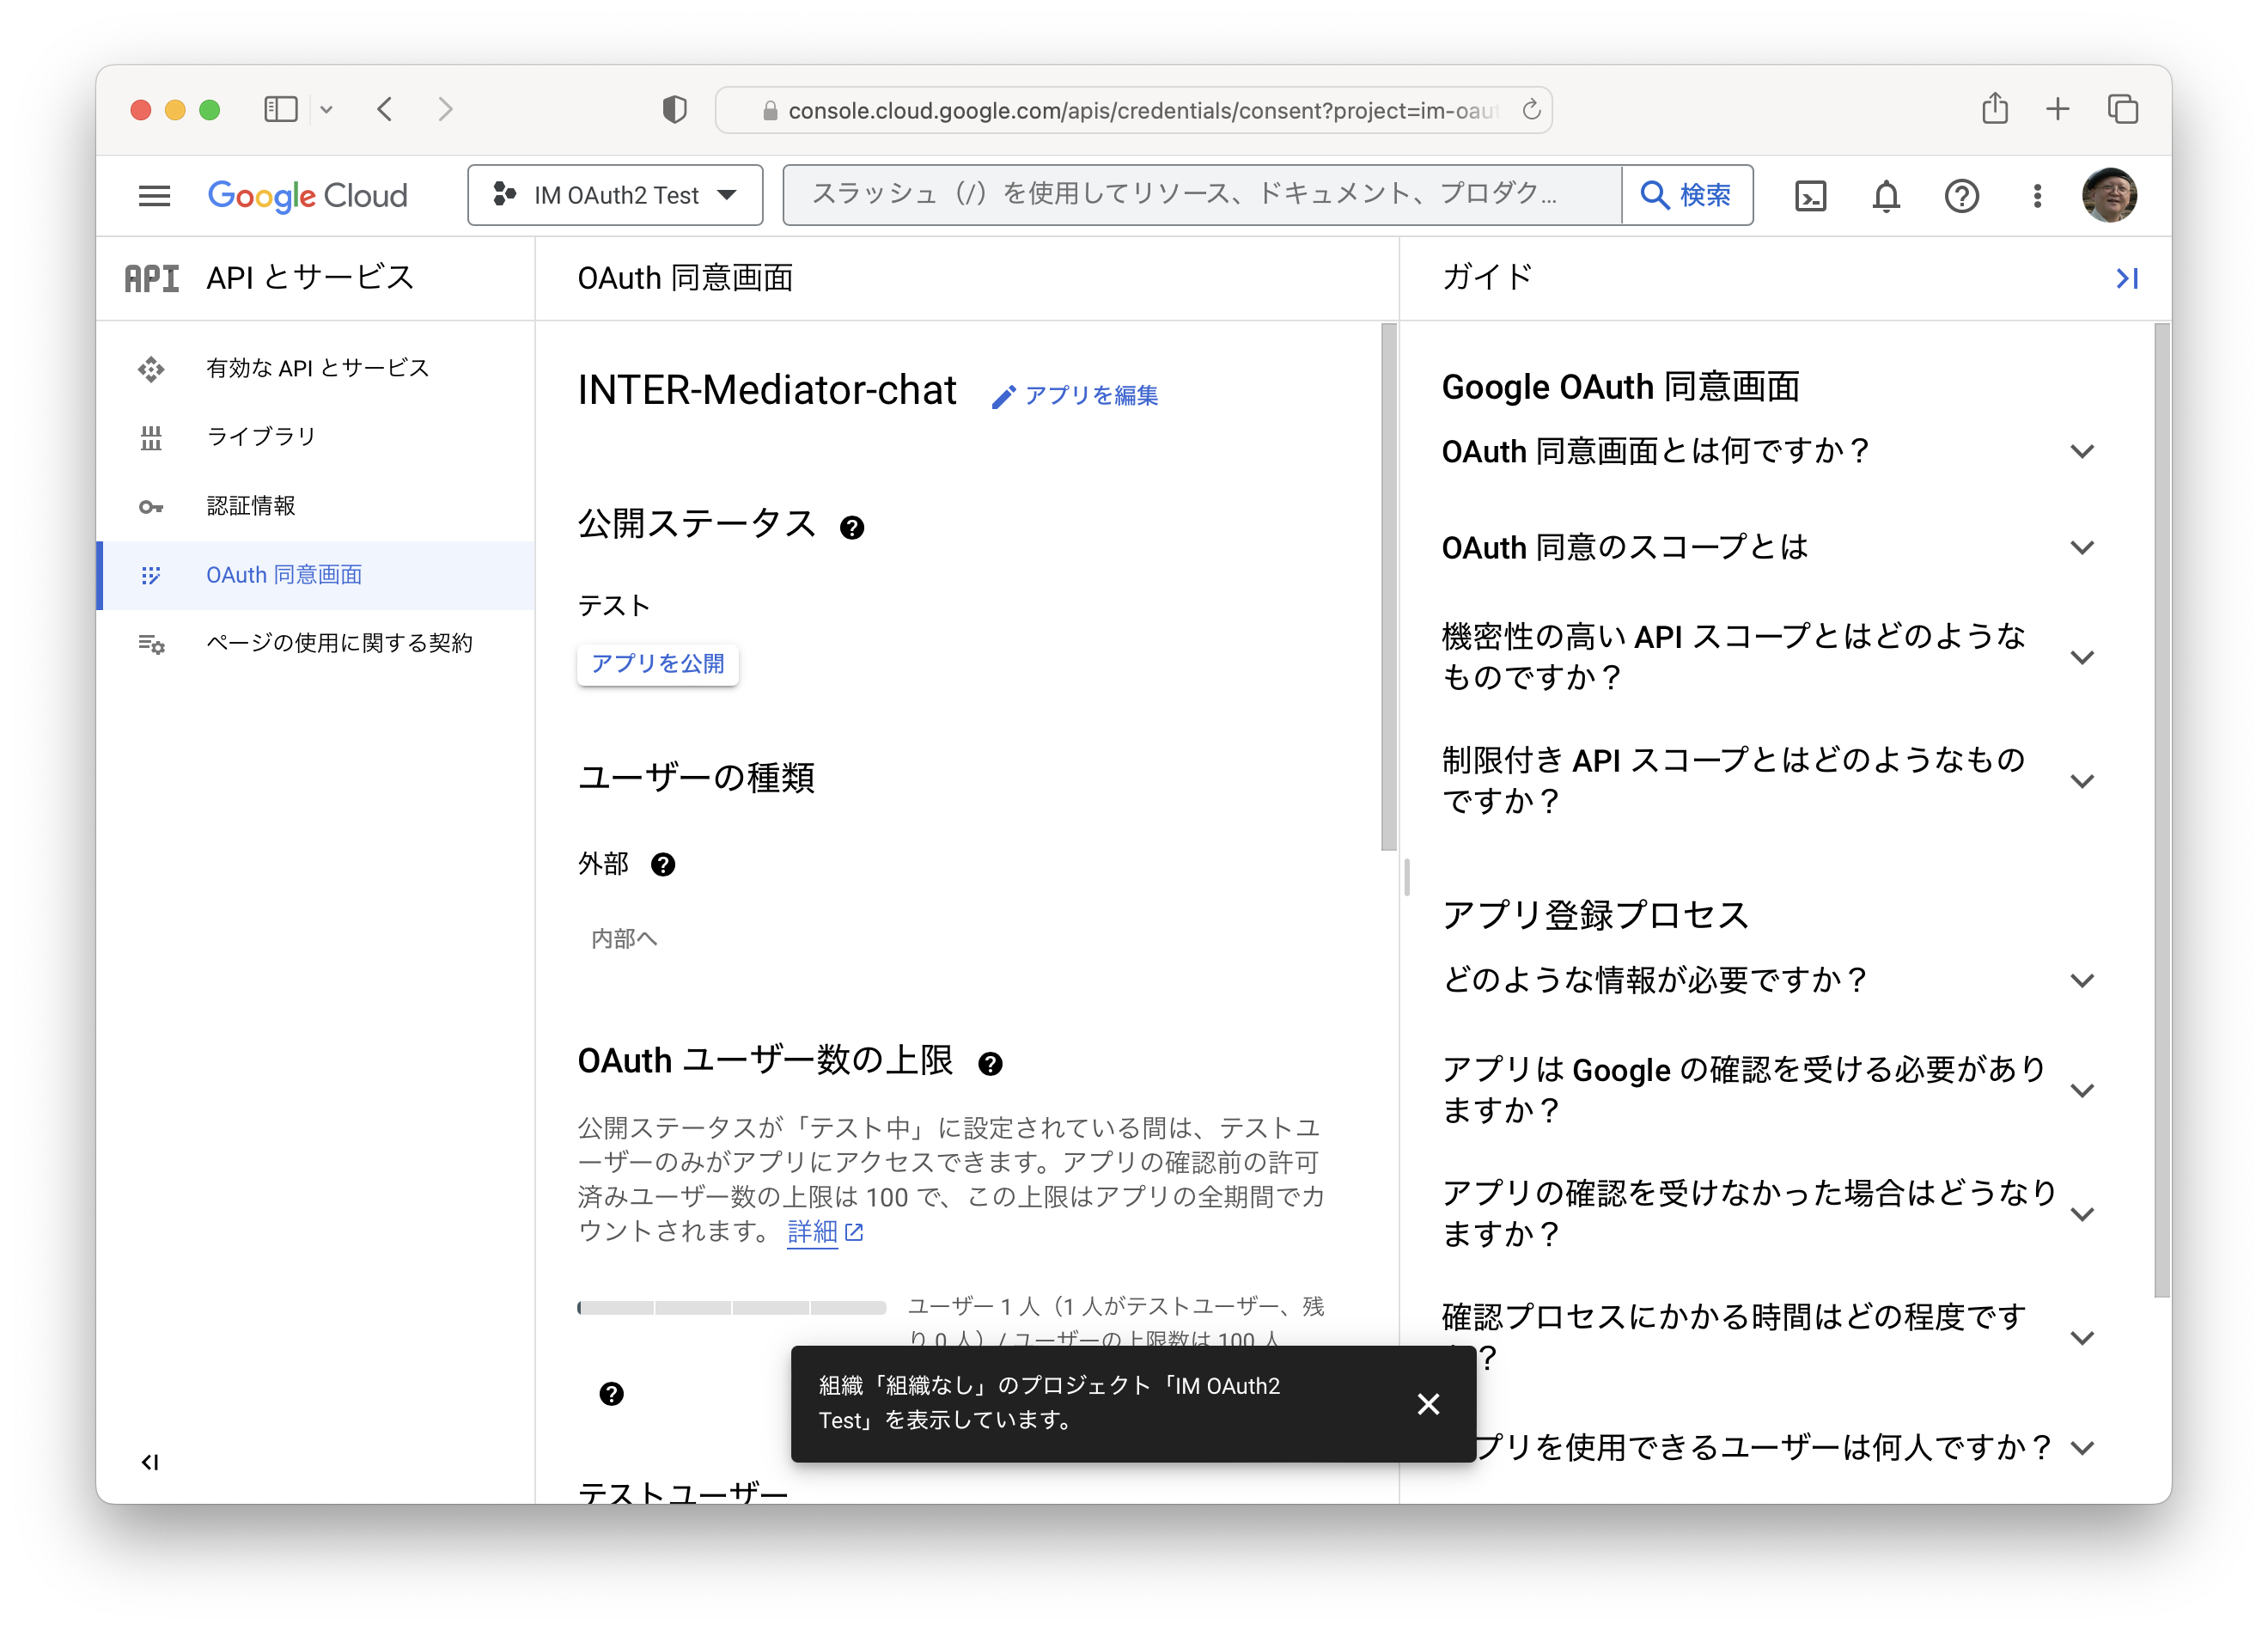 console.cloud.google.com/apis/credentials/consent?project=im-oaut
Google Cloud
IM OAuth2 Test
スラッシュ（/）を使用してリソース、ドキュメント、プロダク...
検索
API API とサービス
有効な API とサービス
ライブラリ
認証情報
OAuth 同意画面
ページの使用に関する契約
OAuth 同意画面
INTER-Mediator-chat
アプリを編集
公開ステータス
テスト
アプリを公開
ユーザーの種類
外部
内部へ
OAuth ユーザー数の上限
公開ステータスが「テスト中」に設定されている間は、テストユ
ーザーのみがアプリにアクセスできます。アプリの確認前の許可
済みユーザー数の上限は 100 で、この上限はアプリの全期間でカ
ウントされます。 詳細
ユーザー 1 人（1 人がテストユーザー、残
り 0 人）/ ユーザーの上限数は 100 人
テストユーザー
組織「組織なし」のプロジェクト「IM OAuth2
Test」を表示しています。
ガイド
Google OAuth 同意画面
OAuth 同意画面とは何ですか？
OAuth 同意のスコープとは
機密性の高い API スコープとはどのような
ものですか？
制限付き API スコープとはどのようなもの
ですか？
アプリ登録プロセス
どのような情報が必要ですか？
アプリは Google の確認を受ける必要があり
ますか？
アプリの確認を受けなかった場合はどうなり
ますか？
確認プロセスにかかる時間はどの程度です
？
プリを使用できるユーザーは何人ですか？